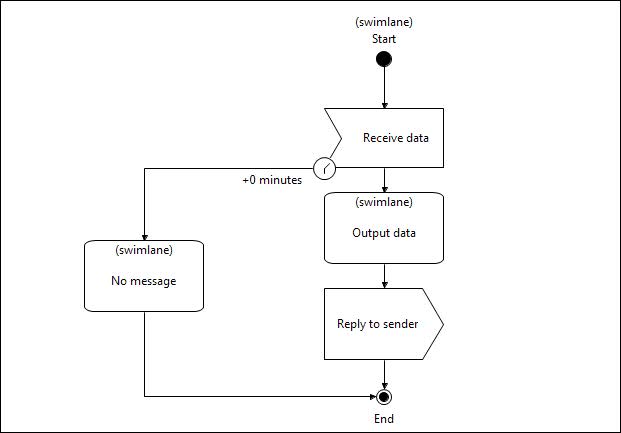 (swimlane)
Start
Receive data
+0 minutes
(swimlane)
Output data
(swimlane)
No message
Reply to sender
End